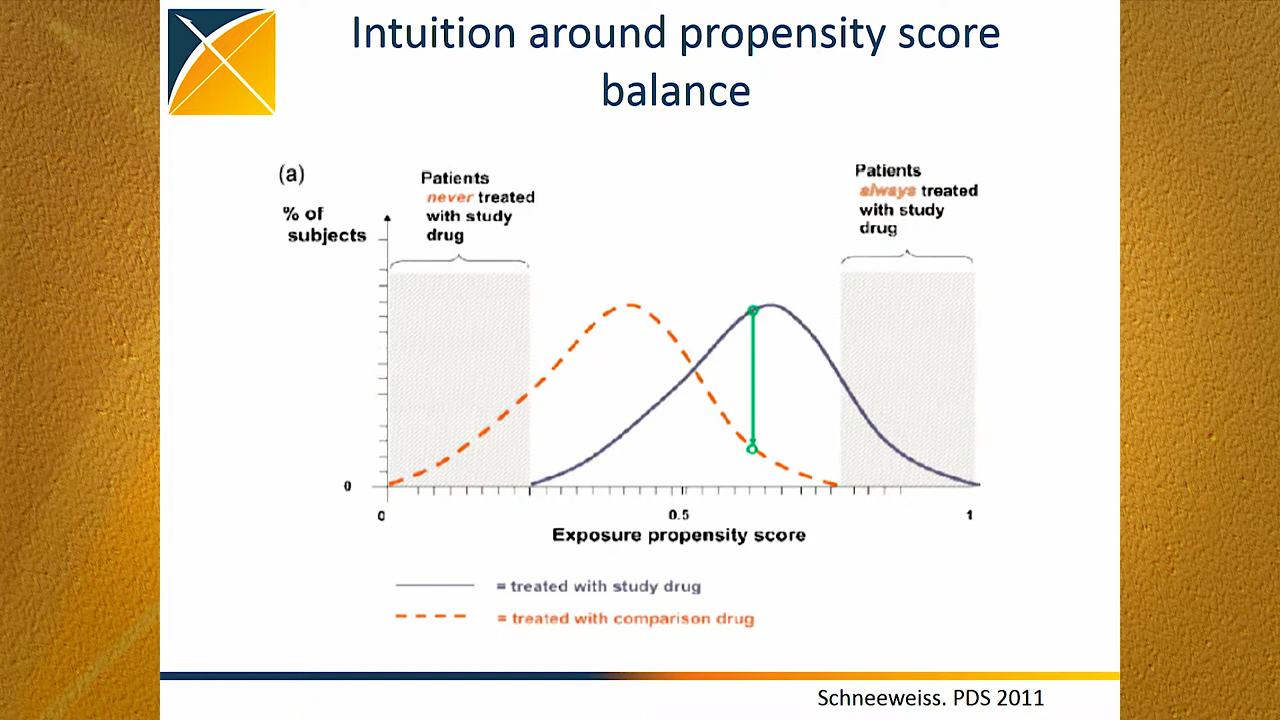 Intuition around propensity score
balance
(a)
% of
subjects
Patients
never treated
with study
drug
Patients
always treated
with study
drug
0
0
0.5
1
Exposure propensity score
= treated with study drug
= treated with comparison drug
Schneeweiss. PDS 2011